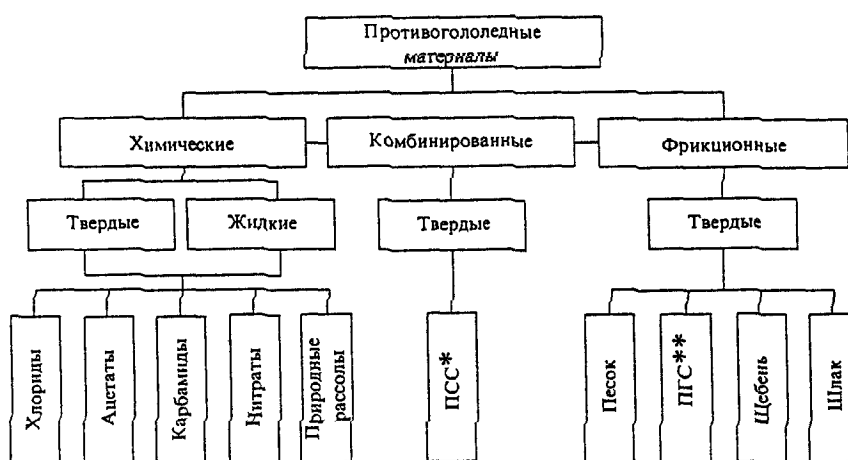 Противогололедные
материалы
Химические
Комбинированные
Фрикционные
Твердые
Жидкие
Твердые
Твердые
Хлориды
Ацетаты
Карбамиды
Нитраты
Природные
рассолы
ПСС*
Песок
ПГС**
Щебень
Шлак